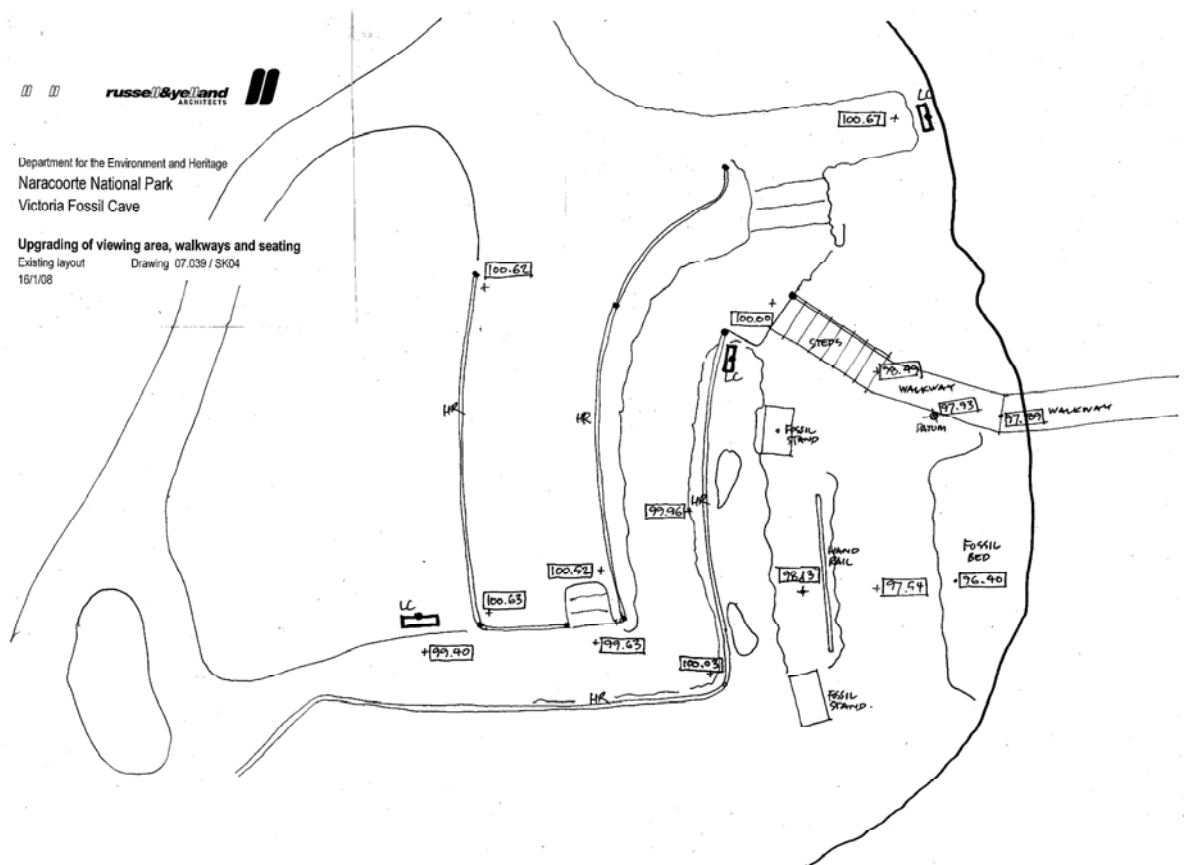 russell&yelland
ARCHITECTS
Department for the Environment and Heritage
Naracoorte National Park
Victoria Fossil Cave
Upgrading of viewing area, walkways and seating
Existing layout Drawing 07.039 / SK04
16/1/08
LC
100.67
100.62
100.00
STEPS
LC
98.49
WALKWAY
97.93
DATUM
WALKWAY
HR
HR
FOSSIL
STAND
HR
99.96
HAND
RAIL
FOSSIL
BED
100.52
98.13
97.54
96.40
LC
100.63
99.40
99.63
100.03
HR
FOSSIL
STAND.